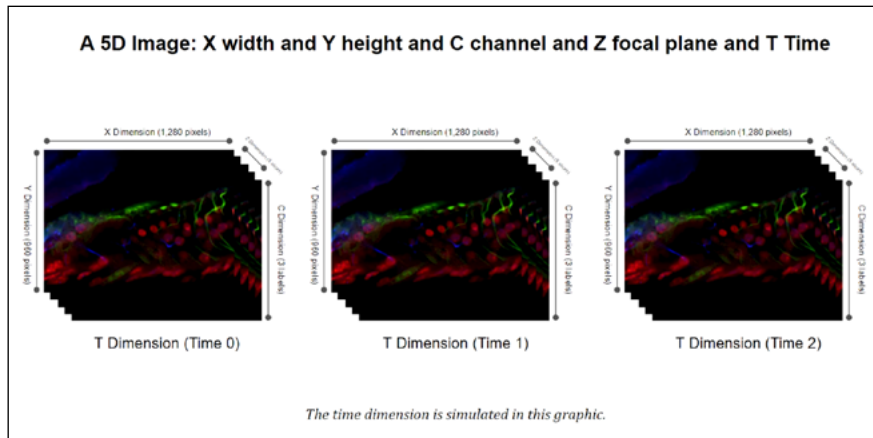 A 5D Image: X width and Y height and C channel and Z focal plane and T Time
X Dimension (1,280 pixels)
Y Dimension (960 pixels)
C Dimension (3 labels)
T Dimension (Time 0)
X Dimension (1,280 pixels)
Y Dimension (960 pixels)
C Dimension (3 labels)
T Dimension (Time 1)
X Dimension (1,280 pixels)
Y Dimension (960 pixels)
C Dimension (3 labels)
T Dimension (Time 2)
The time dimension is simulated in this graphic.